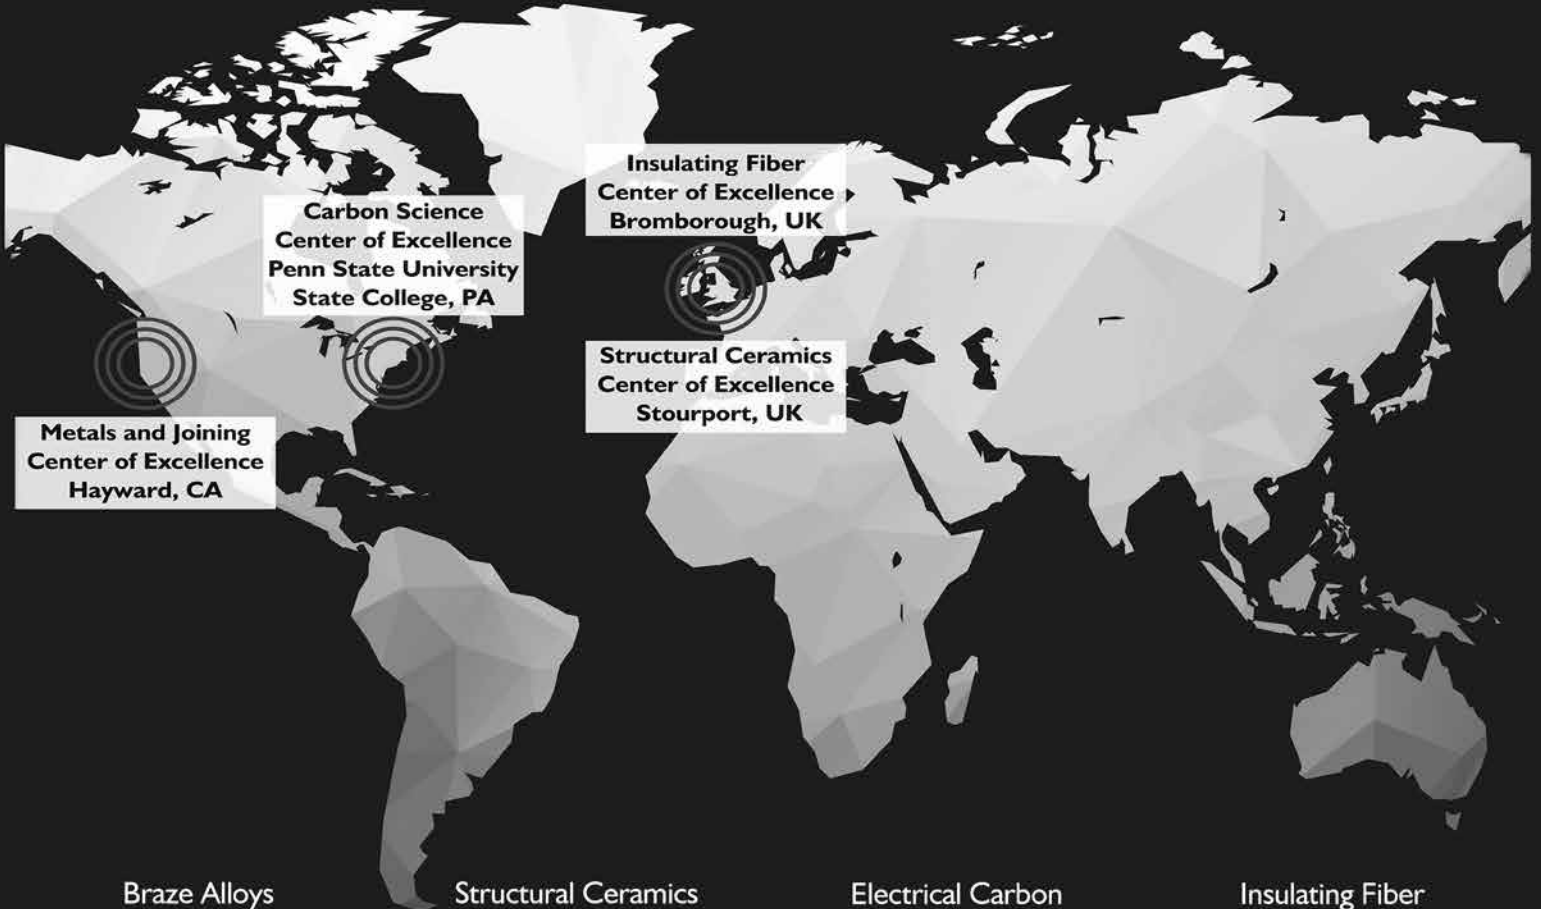 Insulating Fiber
Center of Excellence
Bromborough, UK
Carbon Science
Center of Excellence
Penn State University
State College, PA
Structural Ceramics
Center of Excellence
Stourport, UK
Metals and Joining
Center of Excellence
Hayward, CA
Braze Alloys
Structural Ceramics
Electrical Carbon
Insulating Fiber